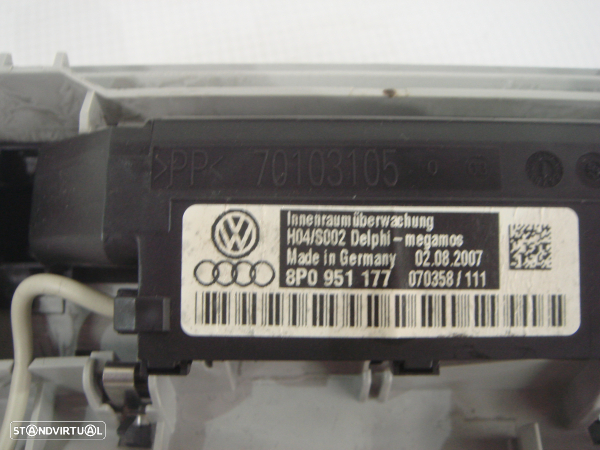 >PP< 70103105
Innenraumüberwachung
H04/S002 Delphi-megamos
Made in Germany 02.08.2007
8P0 951 177 070358/111
STANDVIRTUAL